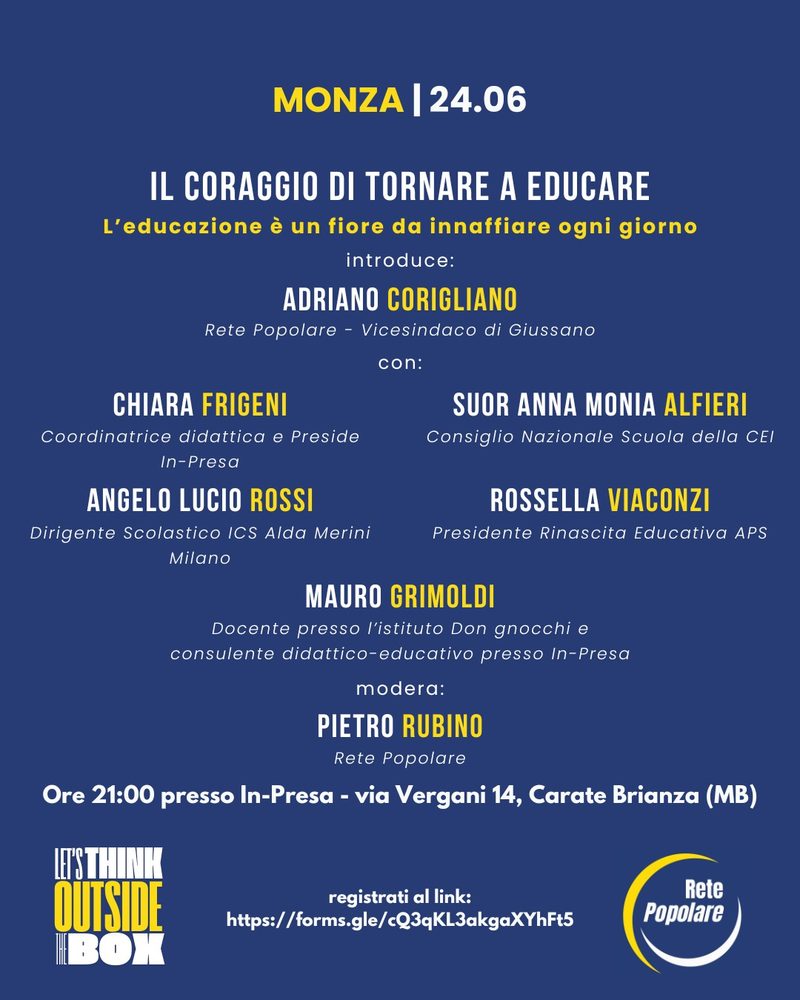 MONZA | 24.06
IL CORAGGIO DI TORNARE A EDUCARE
L'educazione è un fiore da innaffiare ogni giorno
introduce:
ADRIANO CORIGLIANO
Rete Popolare - Vicesindaco di Giussano
con:
CHIARA FRIGENI
Coordinatrice didattica e Preside
In-Presa
SUOR ANNA MONIA ALFIERI
Consiglio Nazionale Scuola della CEI
ANGELO LUCIO ROSSI
Dirigente Scolastico ICS Alda Merini
Milano
ROSSELLA VIACONZI
Presidente Rinascita Educativa APS
MAURO GRIMOLDI
Docente presso l'istituto Don gnocchi e
consulente didattico-educativo presso In-Presa
modera:
PIETRO RUBINO
Rete Popolare
Ore 21:00 presso In-Presa - via Vergani 14, Carate Brianza (MB)
LET'S THINK
OUTSIDE
THE BOX
registrati al link:
https://forms.gle/cQ3qKL3akgaXYhFt5
Rete
Popolare